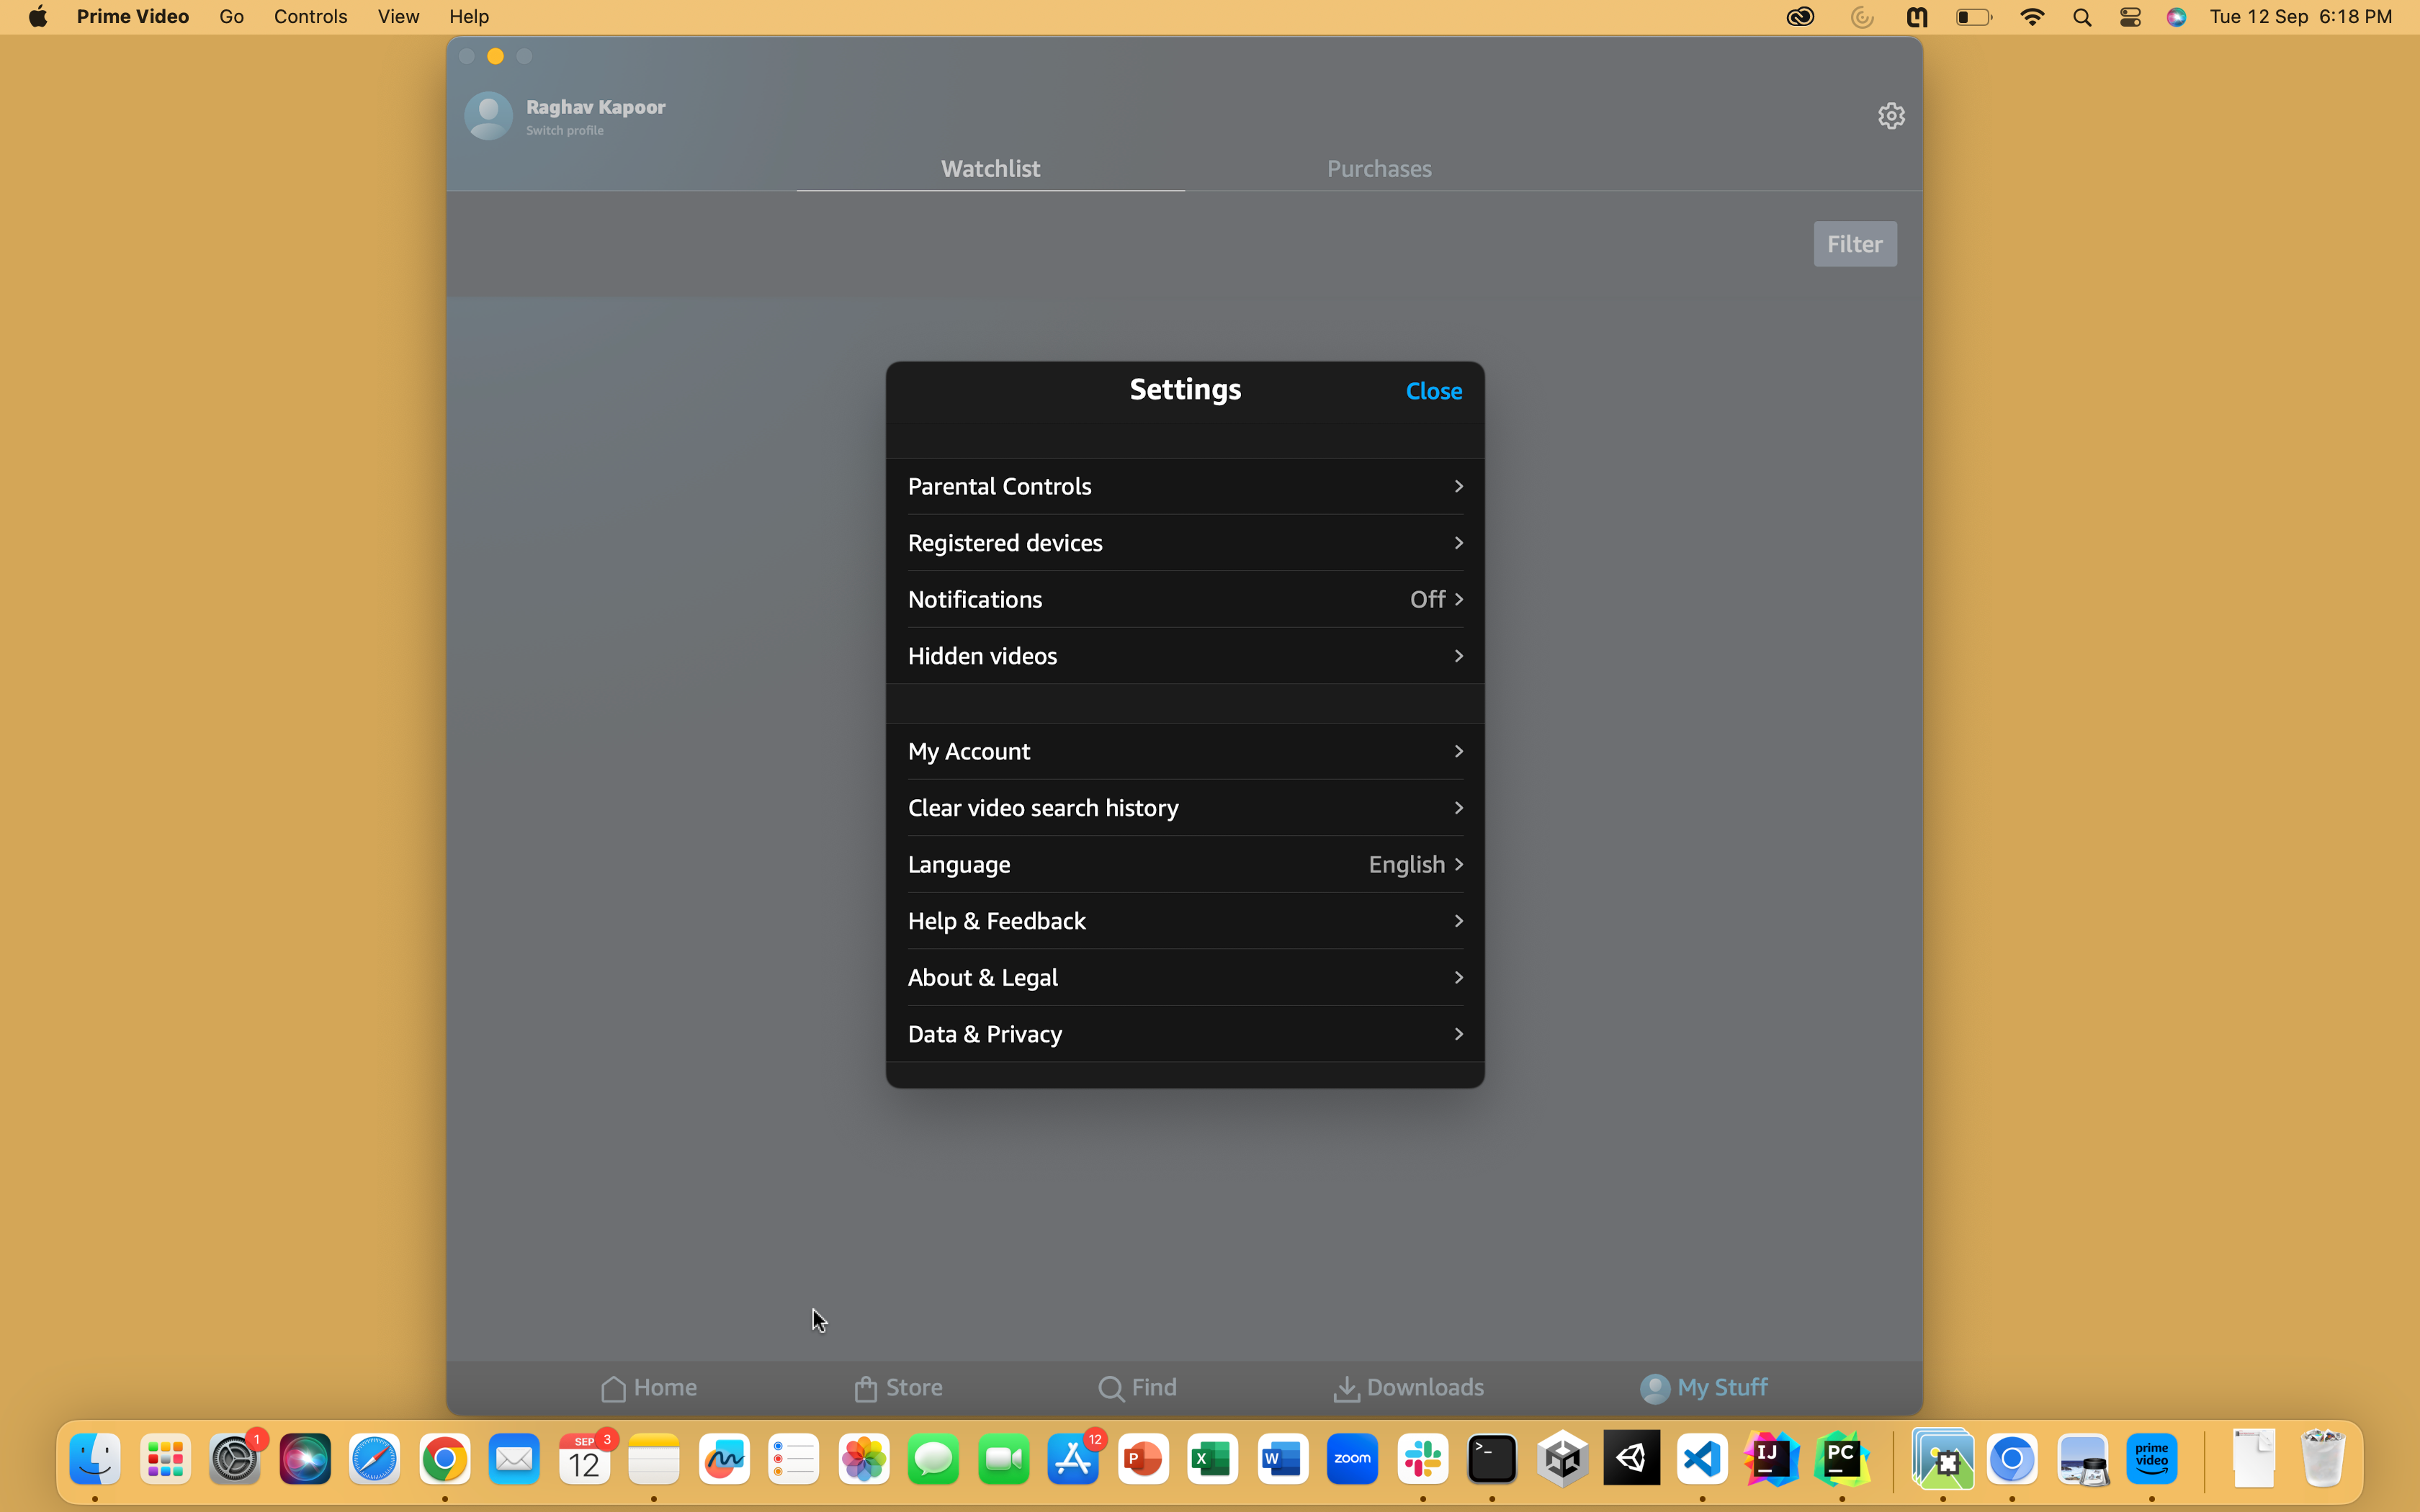 Prime Video Go Controls View Help Tue 12 Sep 6:18 PM
Raghav Kapoor
Switch profile
Watchlist Purchases
Filter
Settings Close
Parental Controls
Registered devices
Notifications Off
Hidden videos
My Account
Clear video search history
Language English
Help & Feedback
About & Legal
Data & Privacy
Home Store Find Downloads My Stuff
1
SEP 3
12
12
P
X
W
zoom
>_
IJ
PC
prime
video